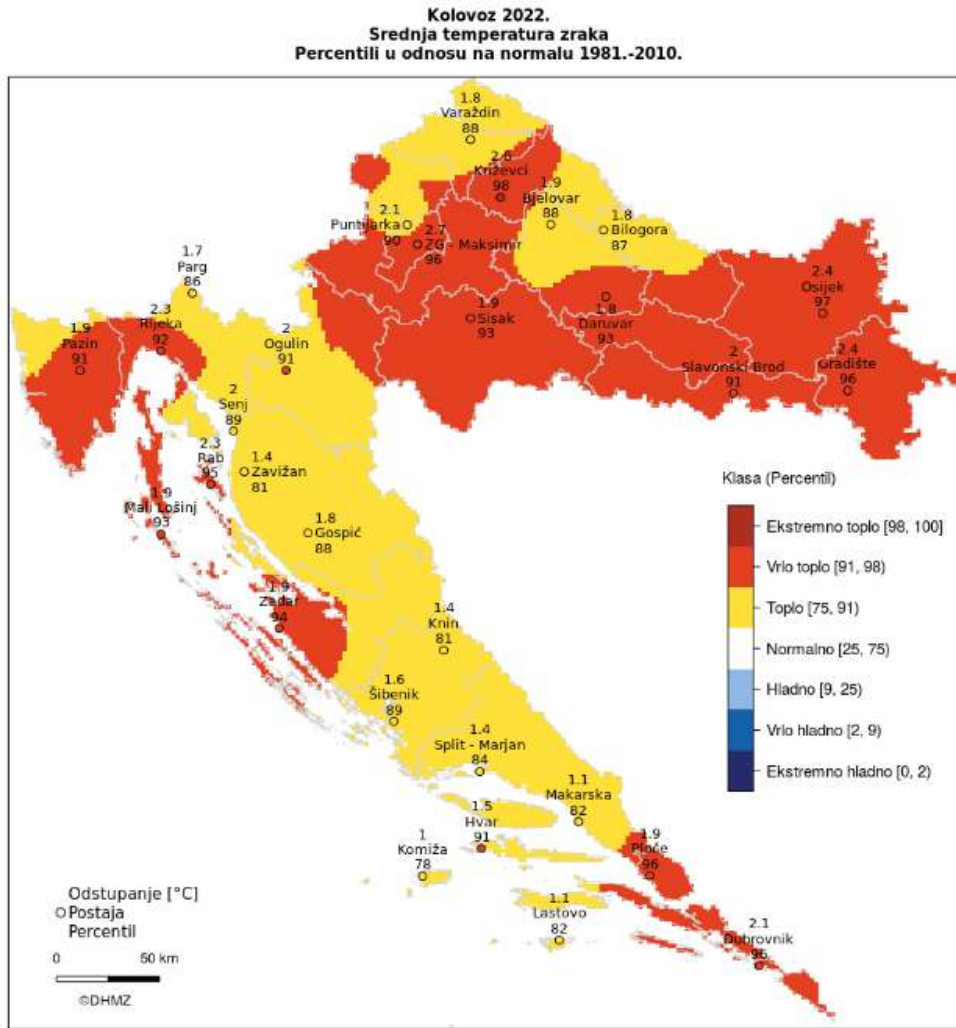 Kolovoz 2022.
Srednja temperatura zraka
Percentili u odnosu na normalu 1981.-2010.
1.8
Varaždin
88
2.6
Križevci
98
1.9
Bjelovar
88
2.1
Puntijarka
90
2.7
ZG - Maksimir
96
1.8
Bilogora
87
1.7
Parg
86
2.4
Osijek
97
2.3
Rijeka
92
1.9
Pazin
91
2
Ogulin
91
1.9
Sisak
93
1.8
Daruvar
93
2
Slavonski Brod
91
2.4
Gradište
96
2
Senj
89
2.3
Rab
95
1.4
Zavižan
81
1.9
Mali Lošinj
93
1.8
Gospić
88
1.9
Zadar
94
1.4
Knin
81
1.6
Šibenik
89
1.4
Split - Marjan
84
1.1
Makarska
82
1.5
Hvar
91
1
Komiža
78
1.9
Ploče
96
1.1
Lastovo
82
2.1
Dubrovnik
96
Klasa (Percentil)
Ekstremno toplo [98, 100]
Vrlo toplo [91, 98)
Toplo [75, 91)
Normalno [25, 75)
Hladno [9, 25)
Vrlo hladno [2, 9)
Ekstremno hladno [0, 2)
Odstupanje [°C]
Postaja
Percentil
0 50 km
©DHMZ